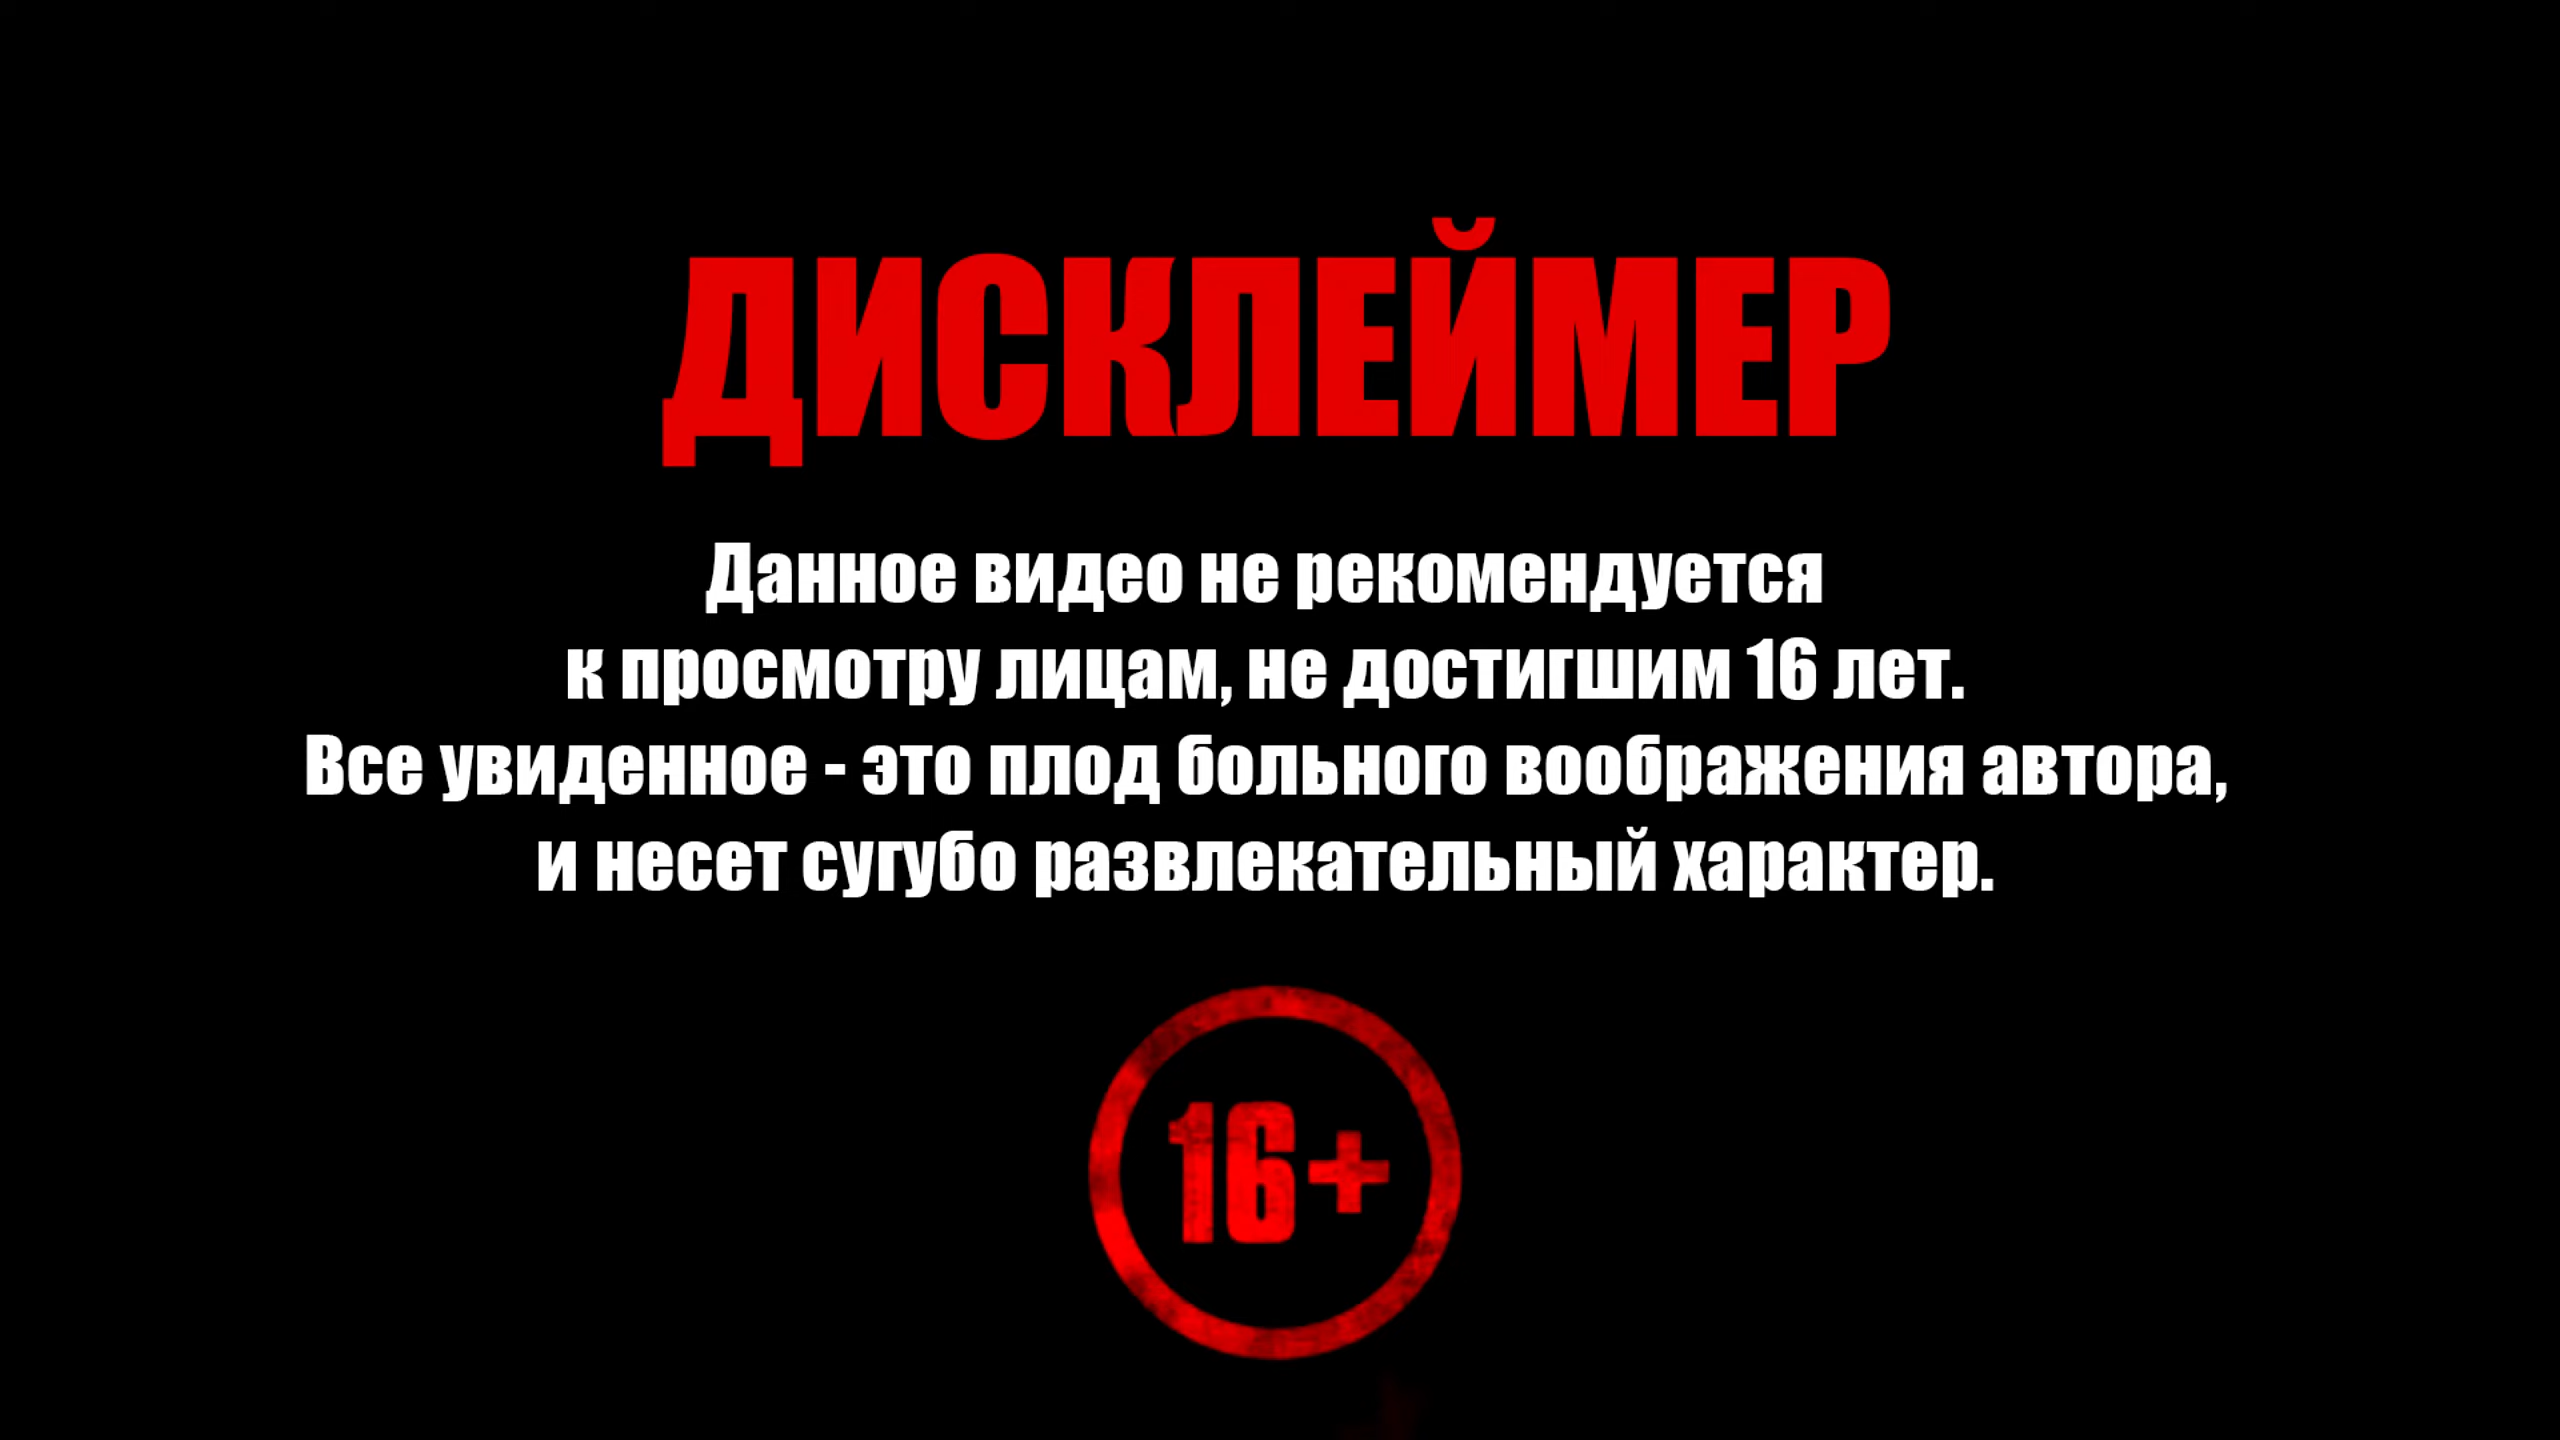 ДИСКЛЕЙМЕР
Данное видео не рекомендуется
к просмотру лицам, не достигшим 16 лет.
Все увиденное - это плод больного воображения автора,
и несет сугубо развлекательный характер.
16+